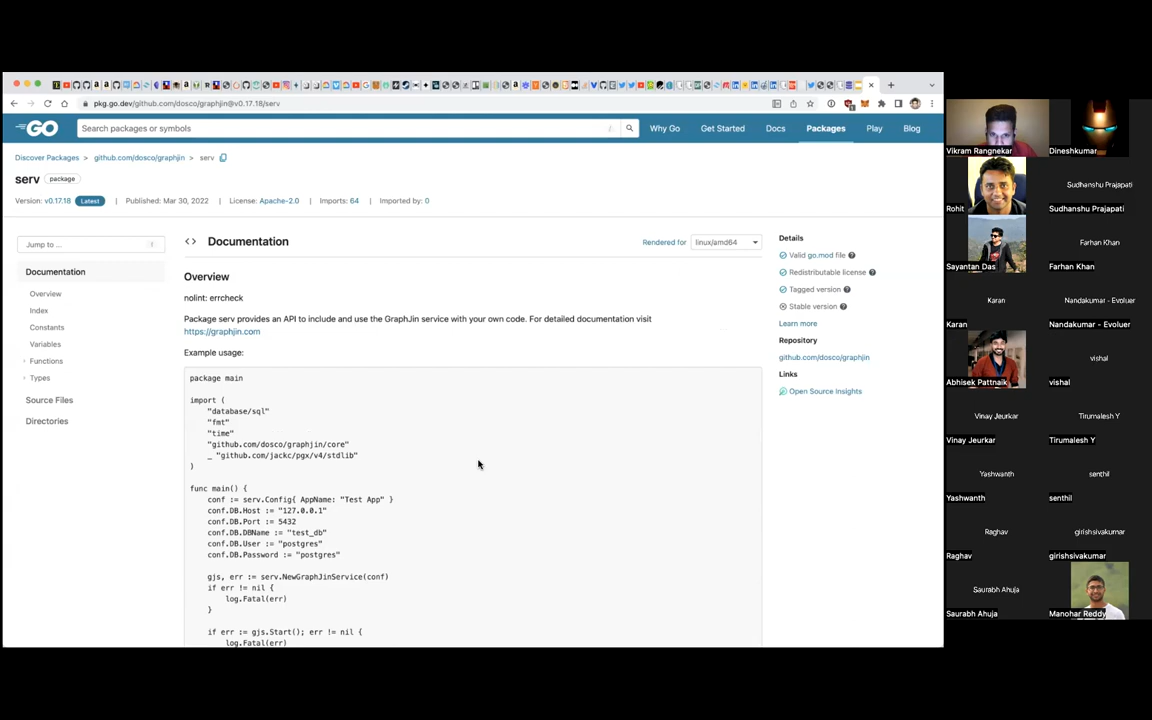 pkg.go.dev/github.com/dosco/graphjin@v0.17.18/serv
GO
Search packages or symbols
/
Why Go
Get Started
Docs
Packages
Play
Blog
Discover Packages > github.com/dosco/graphjin > serv
serv package
Version: v0.17.18 Latest | Published: Mar 30, 2022 | License: Apache-2.0 | Imports: 64 | Imported by: 0
Jump to ...
Documentation
Overview
Index
Constants
Variables
Functions
Types
Source Files
Directories
<> Documentation
Rendered for linux/amd64
Overview
nolint: errcheck
Package serv provides an API to include and use the GraphJin service with your own code. For detailed documentation visit
https://graphjin.com
Example usage:
package main
import (
"database/sql"
"fmt"
"time"
"github.com/dosco/graphjin/core"
_ "github.com/jackc/pgx/v4/stdlib"
)
func main() {
conf := serv.Config{ AppName: "Test App" }
conf.DB.Host := "127.0.0.1"
conf.DB.Port := 5432
conf.DB.DBName := "test_db"
conf.DB.User := "postgres"
conf.DB.Password := "postgres"
gjs, err := serv.NewGraphJinService(conf)
if err != nil {
log.Fatal(err)
}
if err := gjs.Start(); err != nil {
log.Fatal(err)
Details
Valid go.mod file
Redistributable license
Tagged version
Stable version
Learn more
Repository
github.com/dosco/graphjin
Links
Open Source Insights
Vikram Rangnekar
Dineshkumar
Rohit
Sudhanshu Prajapati
Sudhanshu Prajapati
Sayantan Das
Farhan Khan
Farhan Khan
Karan
Karan
Nandakumar - Evoluer
Nandakumar - Evoluer
Abhisek Pattnaik
vishal
vishal
Vinay Jeurkar
Vinay Jeurkar
Tirumalesh Y
Tirumalesh Y
Yashwanth
Yashwanth
senthil
senthil
Raghav
Raghav
girishsivakumar
girishsivakumar
Saurabh Ahuja
Saurabh Ahuja
Manohar Reddy